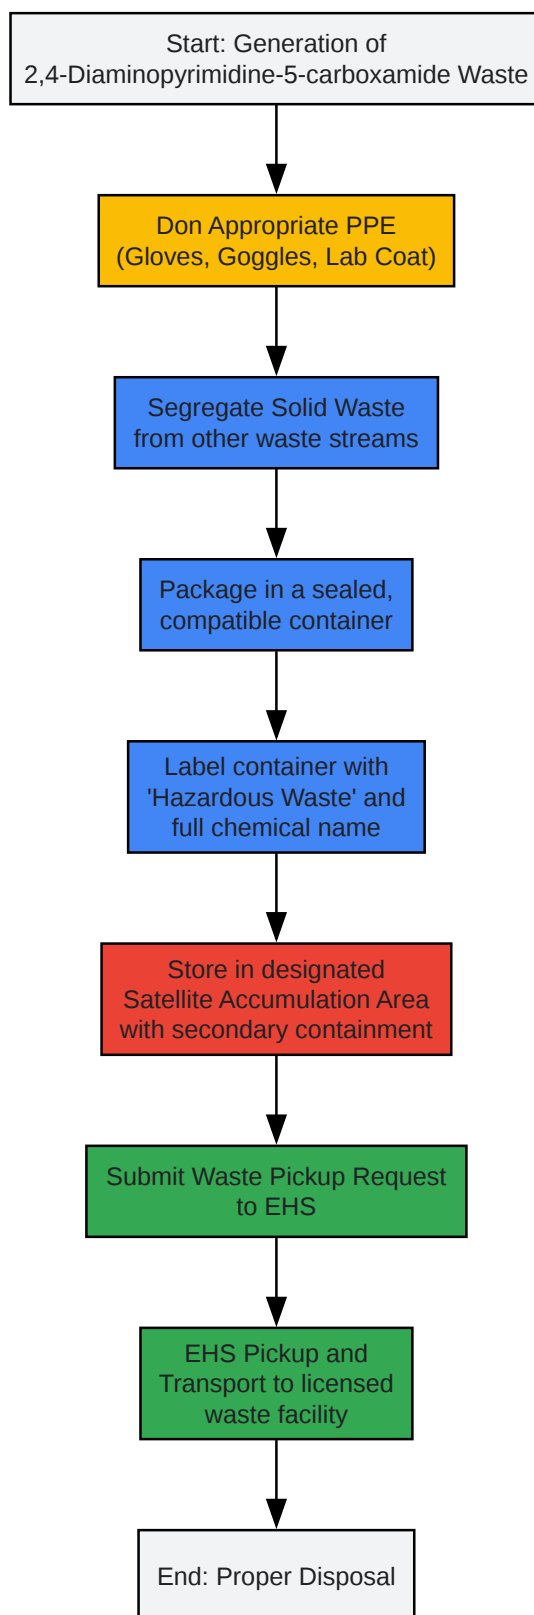 Start: Generation of
2,4-Diaminopyrimidine-5-carboxamide Waste
Don Appropriate PPE
(Gloves, Goggles, Lab Coat)
Segregate Solid Waste
from other waste streams
Package in a sealed,
compatible container
Label container with
'Hazardous Waste' and
full chemical name
Store in designated
Satellite Accumulation Area
with secondary containment
Submit Waste Pickup Request
to EHS
EHS Pickup and
Transport to licensed
waste facility
End: Proper Disposal